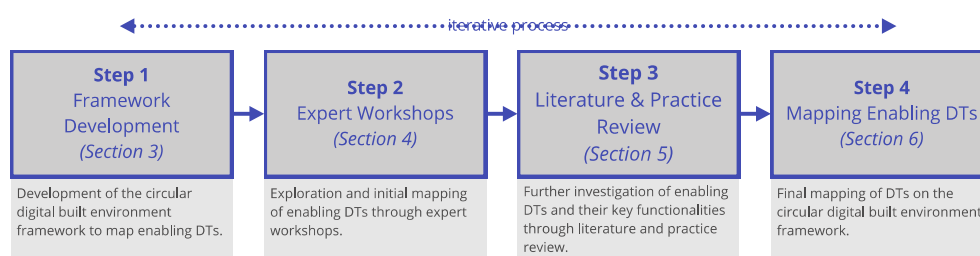 iterative process
Step 1
Framework
Development
(Section 3)
Development of the circular
digital built environment
framework to map enabling DTs.
Step 2
Expert Workshops
(Section 4)
Exploration and initial mapping
of enabling DTs through expert
workshops.
Step 3
Literature & Practice
Review
(Section 5)
Further investigation of enabling
DTs and their key functionalities
through literature and practice
review.
Step 4
Mapping Enabling DTs
(Section 6)
Final mapping of DTs on the
circular digital built environment
framework.